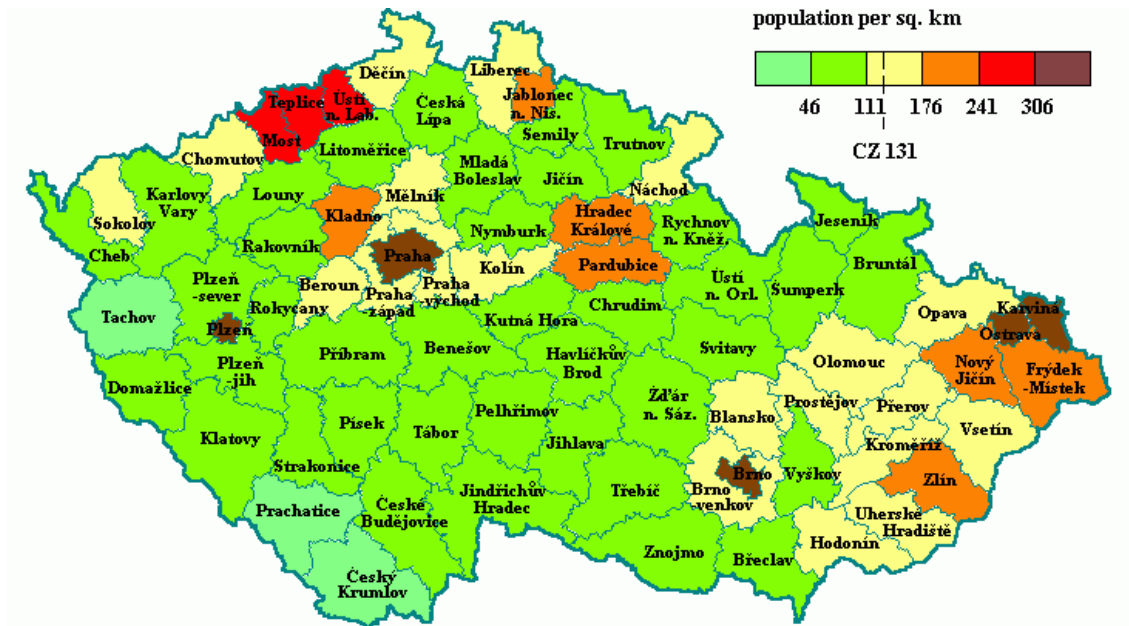 population per sq. km
46 111 176 241 306
CZ 131
Děčín
Liberec
Teplice
Ústí
n. Lab.
Česká
Lípa
Jablonec
n. Nis.
Most
Semily
Trutnov
Chomutov
Litoměřice
Mladá
Boleslav
Jičín
Karlovy
Vary
Louny
Mělník
Náchod
Sokolov
Kladno
Hradec
Králové
Rychnov
n. Kněž.
Jeseník
Cheb
Rakovník
Praha
Nymburk
Kolín
Pardubice
Bruntál
Plzeň
-sever
Beroun
Praha
-západ
Praha
-východ
Ústí
n. Orl.
Šumperk
Tachov
Rokycany
Chrudim
Opava
Karviná
Ostrava
Plzeň
Kutná Hora
Příbram
Benešov
Havlíčkův
Brod
Svitavy
Olomouc
Nový
Jičín
Frýdek
-Místek
Domažlice
Plzeň
-jih
Žďár
n. Sáz.
Prostějov
Přerov
Klatovy
Písek
Tábor
Pelhřimov
Jihlava
Blansko
Vsetín
Kroměříž
Strakonice
Brno
Vyškov
Zlín
Prachatice
České
Budějovice
Jindřichův
Hradec
Třebíč
Brno
-venkov
Uherské
Hradiště
Český
Krumlov
Znojmo
Břeclav
Hodonín